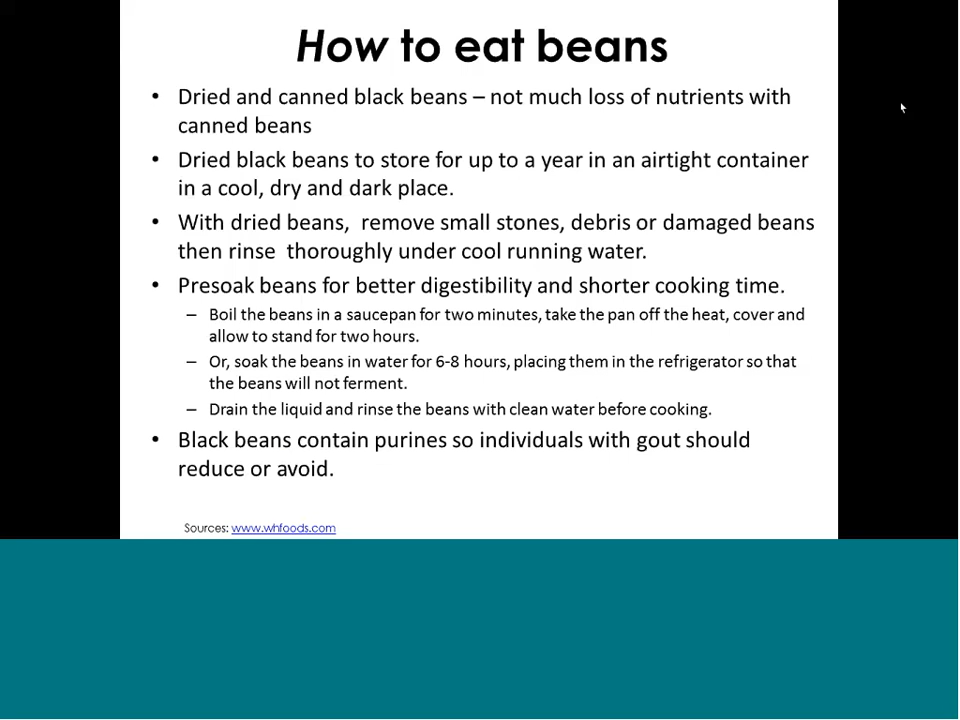 How to eat beans
• Dried and canned black beans – not much loss of nutrients with
canned beans
• Dried black beans to store for up to a year in an airtight container
in a cool, dry and dark place.
• With dried beans,  remove small stones, debris or damaged beans
then rinse  thoroughly under cool running water.
• Presoak beans for better digestibility and shorter cooking time.
– Boil the beans in a saucepan for two minutes, take the pan off the heat, cover and
allow to stand for two hours.
– Or, soak the beans in water for 6-8 hours, placing them in the refrigerator so that
the beans will not ferment.
– Drain the liquid and rinse the beans with clean water before cooking.
• Black beans contain purines so individuals with gout should
reduce or avoid.
Sources: www.whfoods.com